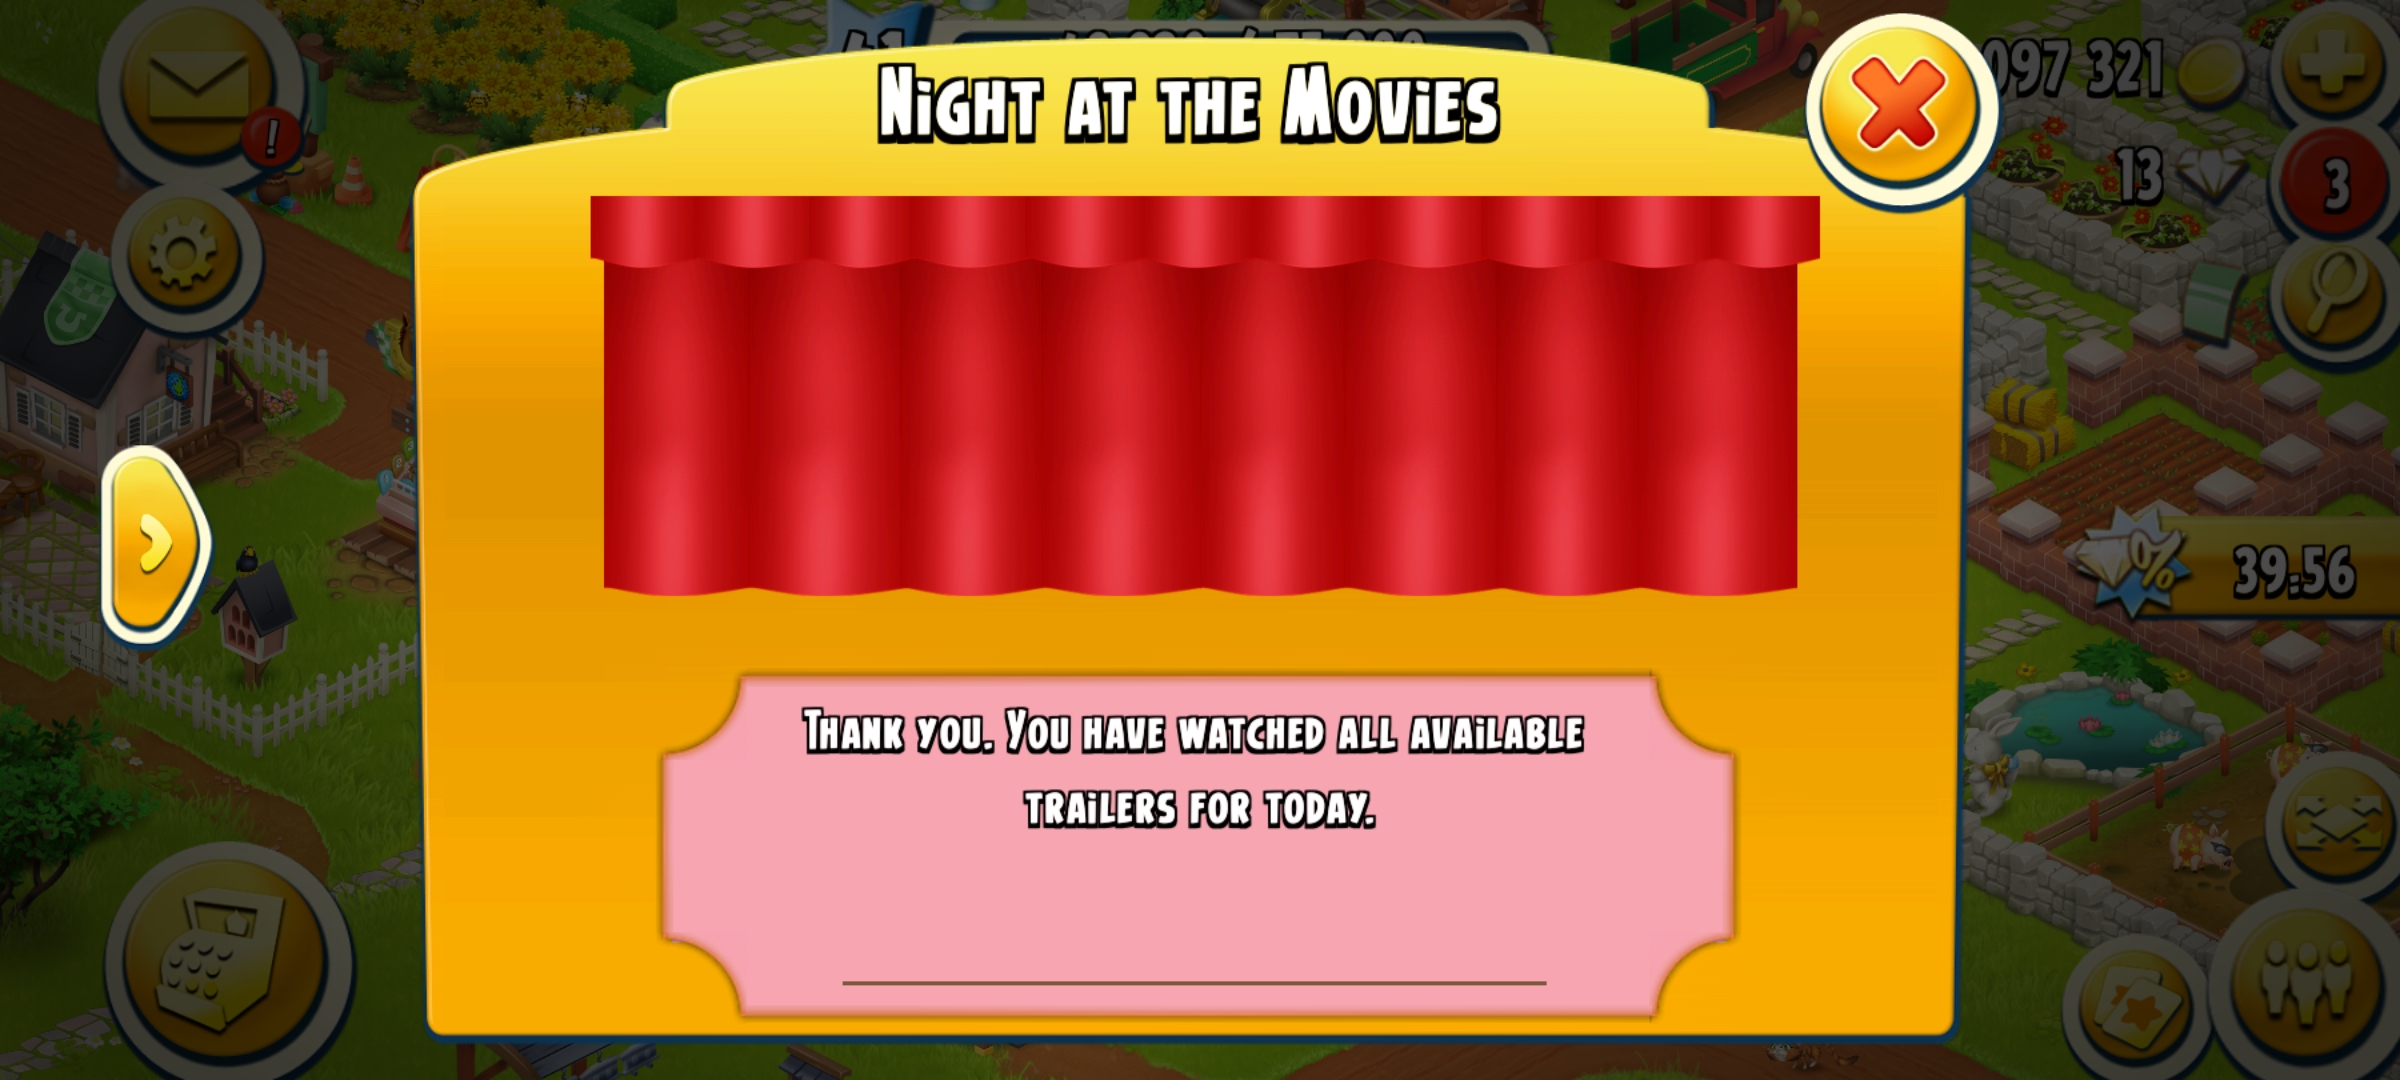 Night at the Movies
097 321
!
13
3
39:56
%
Thank you. You have watched all available
trailers for today.